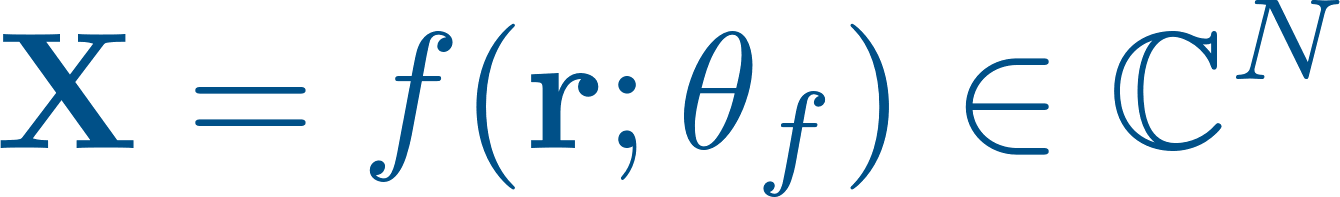 𝐗 = f(𝐫; θ_f) ∈ ℂ^N